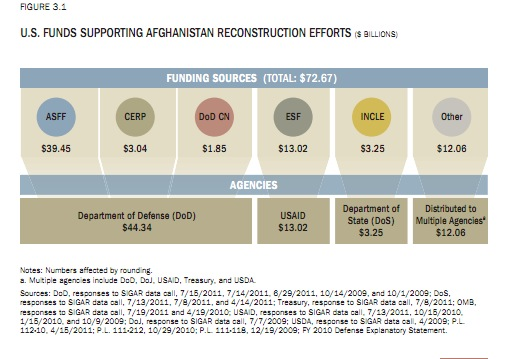 FIGURE 3.1
U.S. FUNDS SUPPORTING AFGHANISTAN RECONSTRUCTION EFFORTS ($ BILLIONS)
FUNDING SOURCES (TOTAL: $72.67)
ASFF CERP DoD CN ESF INCLE Other
$39.45 $3.04 $1.85 $13.02 $3.25 $12.06
AGENCIES
Department of Defense (DoD)
$44.34
USAID
$13.02
Department of
State (DoS)
$3.25
Distributed to
Multiple Agenciesa
$12.06
Notes: Numbers affected by rounding.
a. Multiple agencies include DoD, DoJ, USAID, Treasury, and USDA.
Sources: DoD, responses to SIGAR data call, 7/15/2011, 7/14/2011, 6/29/2011, 10/14/2009, and 10/1/2009; DoS,
responses to SIGAR data call, 7/13/2011, 7/8/2011, and 4/14/2011; Treasury, response to SIGAR data call, 7/8/2011; OMB,
responses to SIGAR data call, 7/19/2011 and 4/19/2010; USAID, responses to SIGAR data call, 7/13/2011, 10/15/2010,
1/15/2010, and 10/9/2009; DoJ, response to SIGAR data call, 7/7/2009; USDA, response to SIGAR data call, 4/2009; P.L.
112-10, 4/15/2011; P.L. 111-212, 10/29/2010; P.L. 111-118, 12/19/2009; FY 2010 Defense Explanatory Statement.